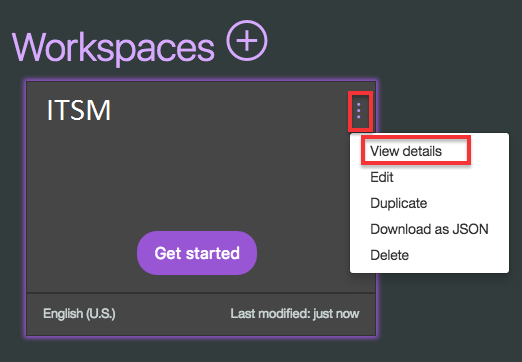 Workspaces
ITSM
View details
Edit
Duplicate
Download as JSON
Delete
Get started
English (U.S.)
Last modified: just now